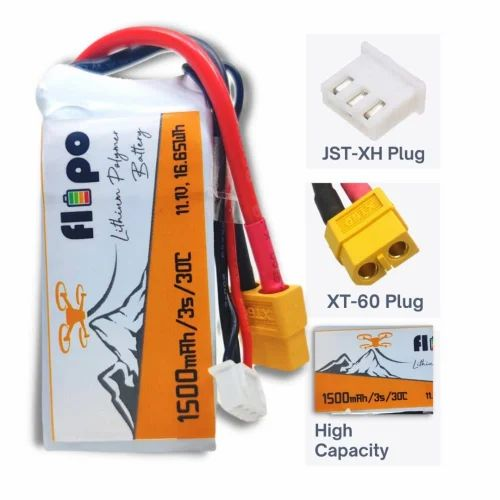 flipo
Lithium Polymer
Battery
11.1V, 16.65Wh
1500mAh/3s/30C
JST-XH Plug
XT60
XT-60 Plug
1500mAh/3s/30C
High
Capacity